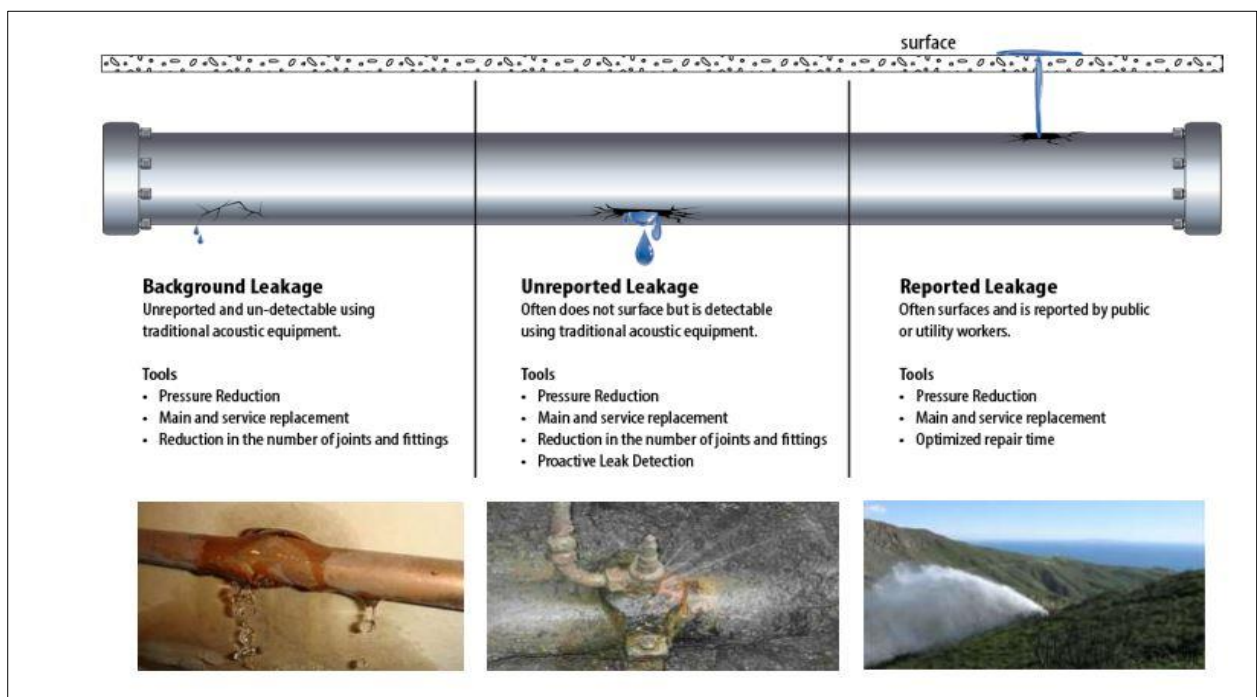 surface
Background Leakage
Unreported and un-detectable using
traditional acoustic equipment.
Tools
• Pressure Reduction
• Main and service replacement
• Reduction in the number of joints and fittings
Unreported Leakage
Often does not surface but is detectable
using traditional acoustic equipment.
Tools
• Pressure Reduction
• Main and service replacement
• Reduction in the number of joints and fittings
• Proactive Leak Detection
Reported Leakage
Often surfaces and is reported by public
or utility workers.
Tools
• Pressure Reduction
• Main and service replacement
• Optimized repair time